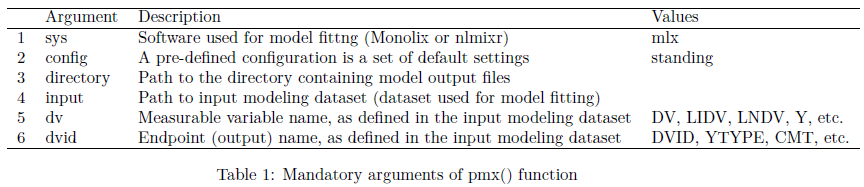 Argument Description Values
1 sys Software used for model fittng (Monolix or nlmixr) mlx
2 config A pre-defined configuration is a set of default settings standing
3 directory Path to the directory containing model output files
4 input Path to input modeling dataset (dataset used for model fitting)
5 dv Measurable variable name, as defined in the input modeling dataset DV, LIDV, LNDV, Y, etc.
6 dvid Endpoint (output) name, as defined in the input modeling dataset DVID, YTYPE, CMT, etc.
Table 1: Mandatory arguments of pmx() function